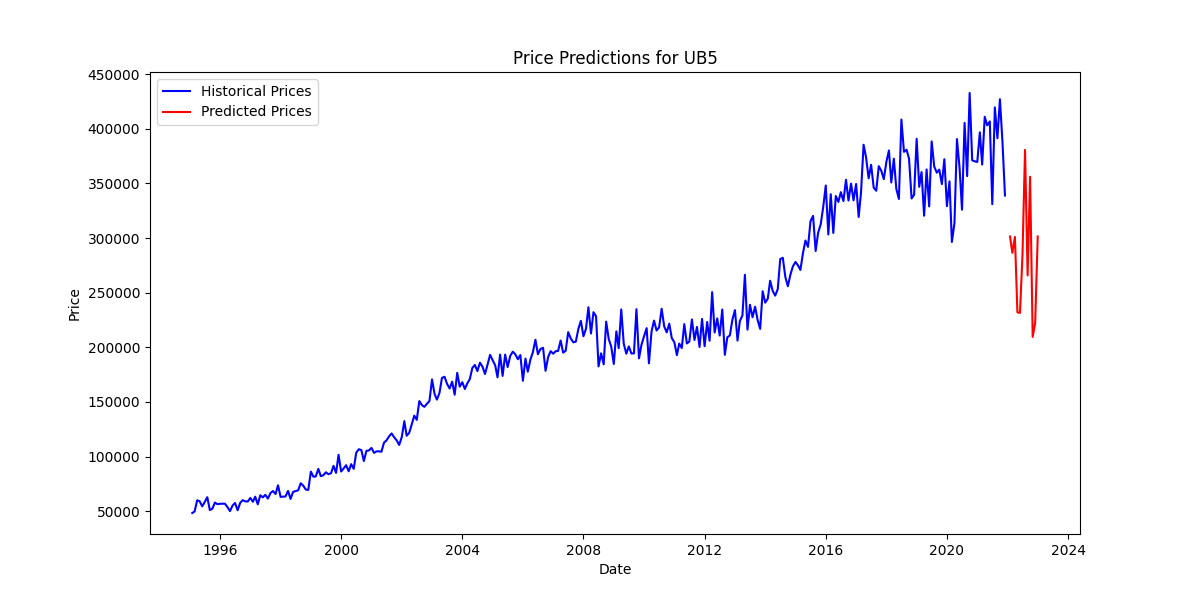 Price Predictions for UB5
Historical Prices
Predicted Prices
Price
450000
400000
350000
300000
250000
200000
150000
100000
50000
1996 2000 2004 2008 2012 2016 2020 2024
Date